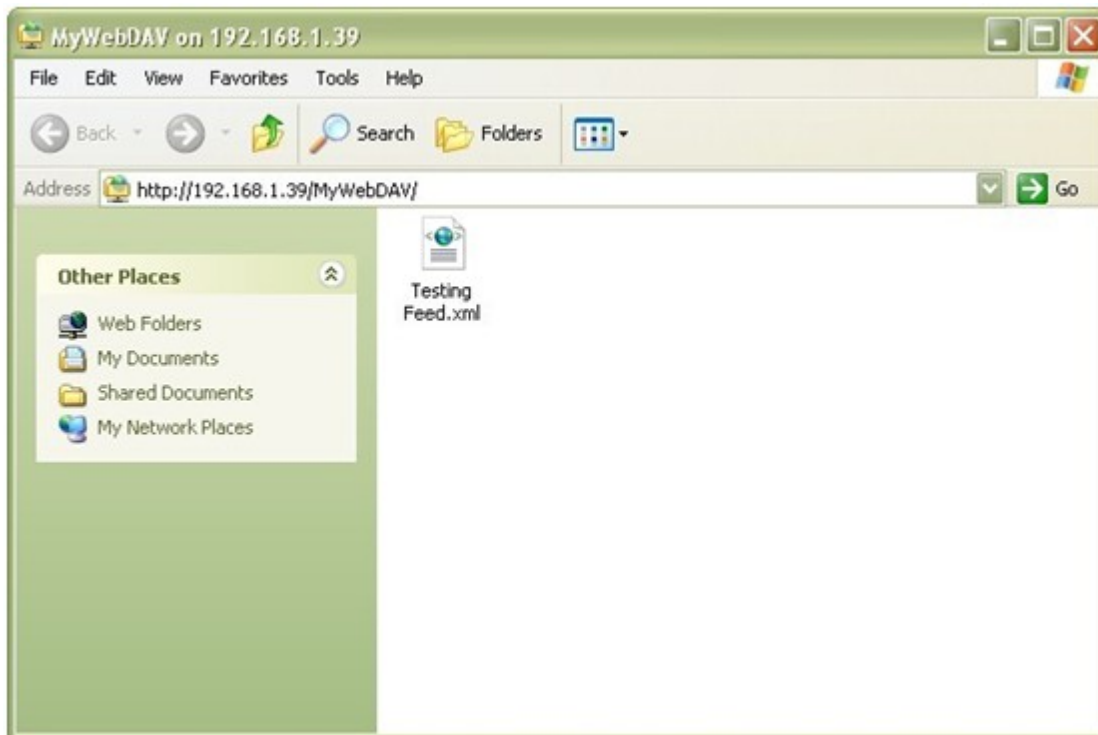 MyWebDAV on 192.168.1.39
File Edit View Favorites Tools Help
Back Search Folders
Address http://192.168.1.39/MyWebDAV/ Go
Other Places
Web Folders
My Documents
Shared Documents
My Network Places
Testing
Feed.xml